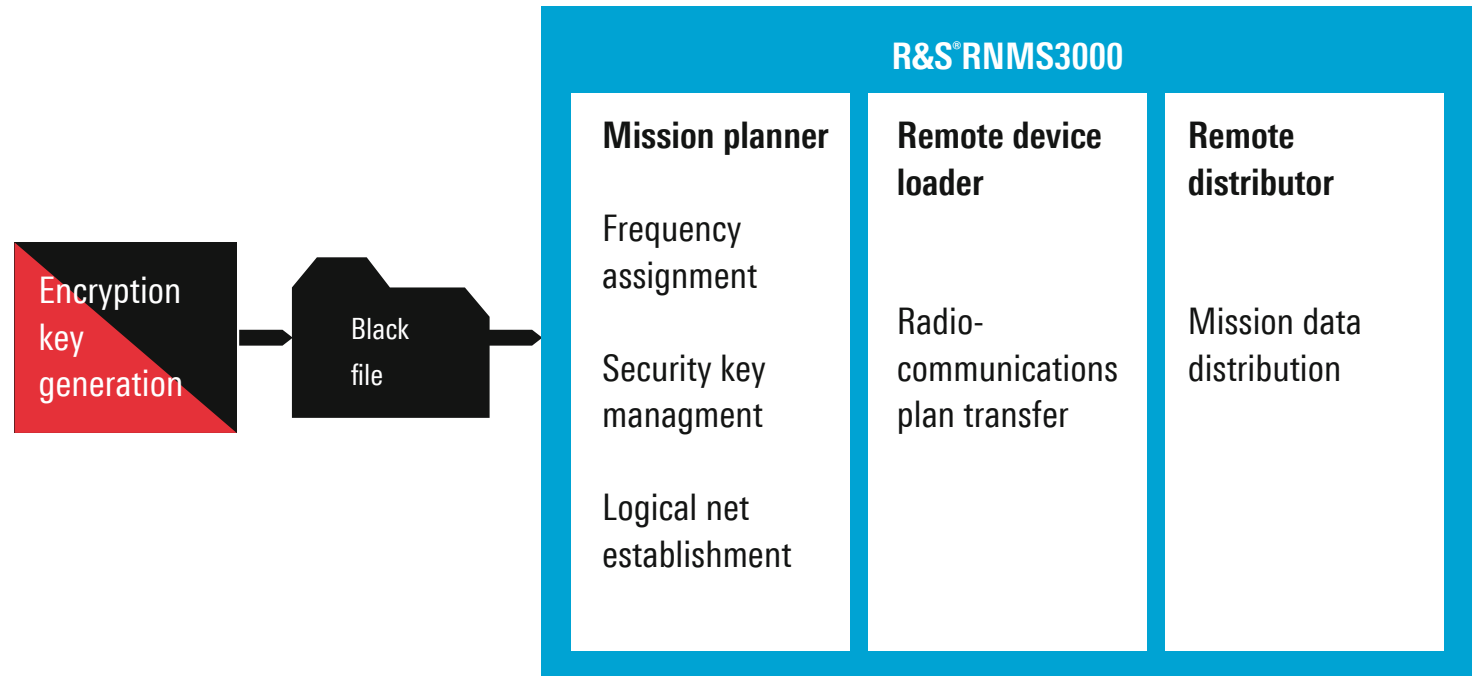 Encryption
key
generation
Black
file
R&S®RNMS3000
Mission planner
Frequency
assignment
Security key
managment
Logical net
establishment
Remote device
loader
Radio-
communications
plan transfer
Remote
distributor
Mission data
distribution